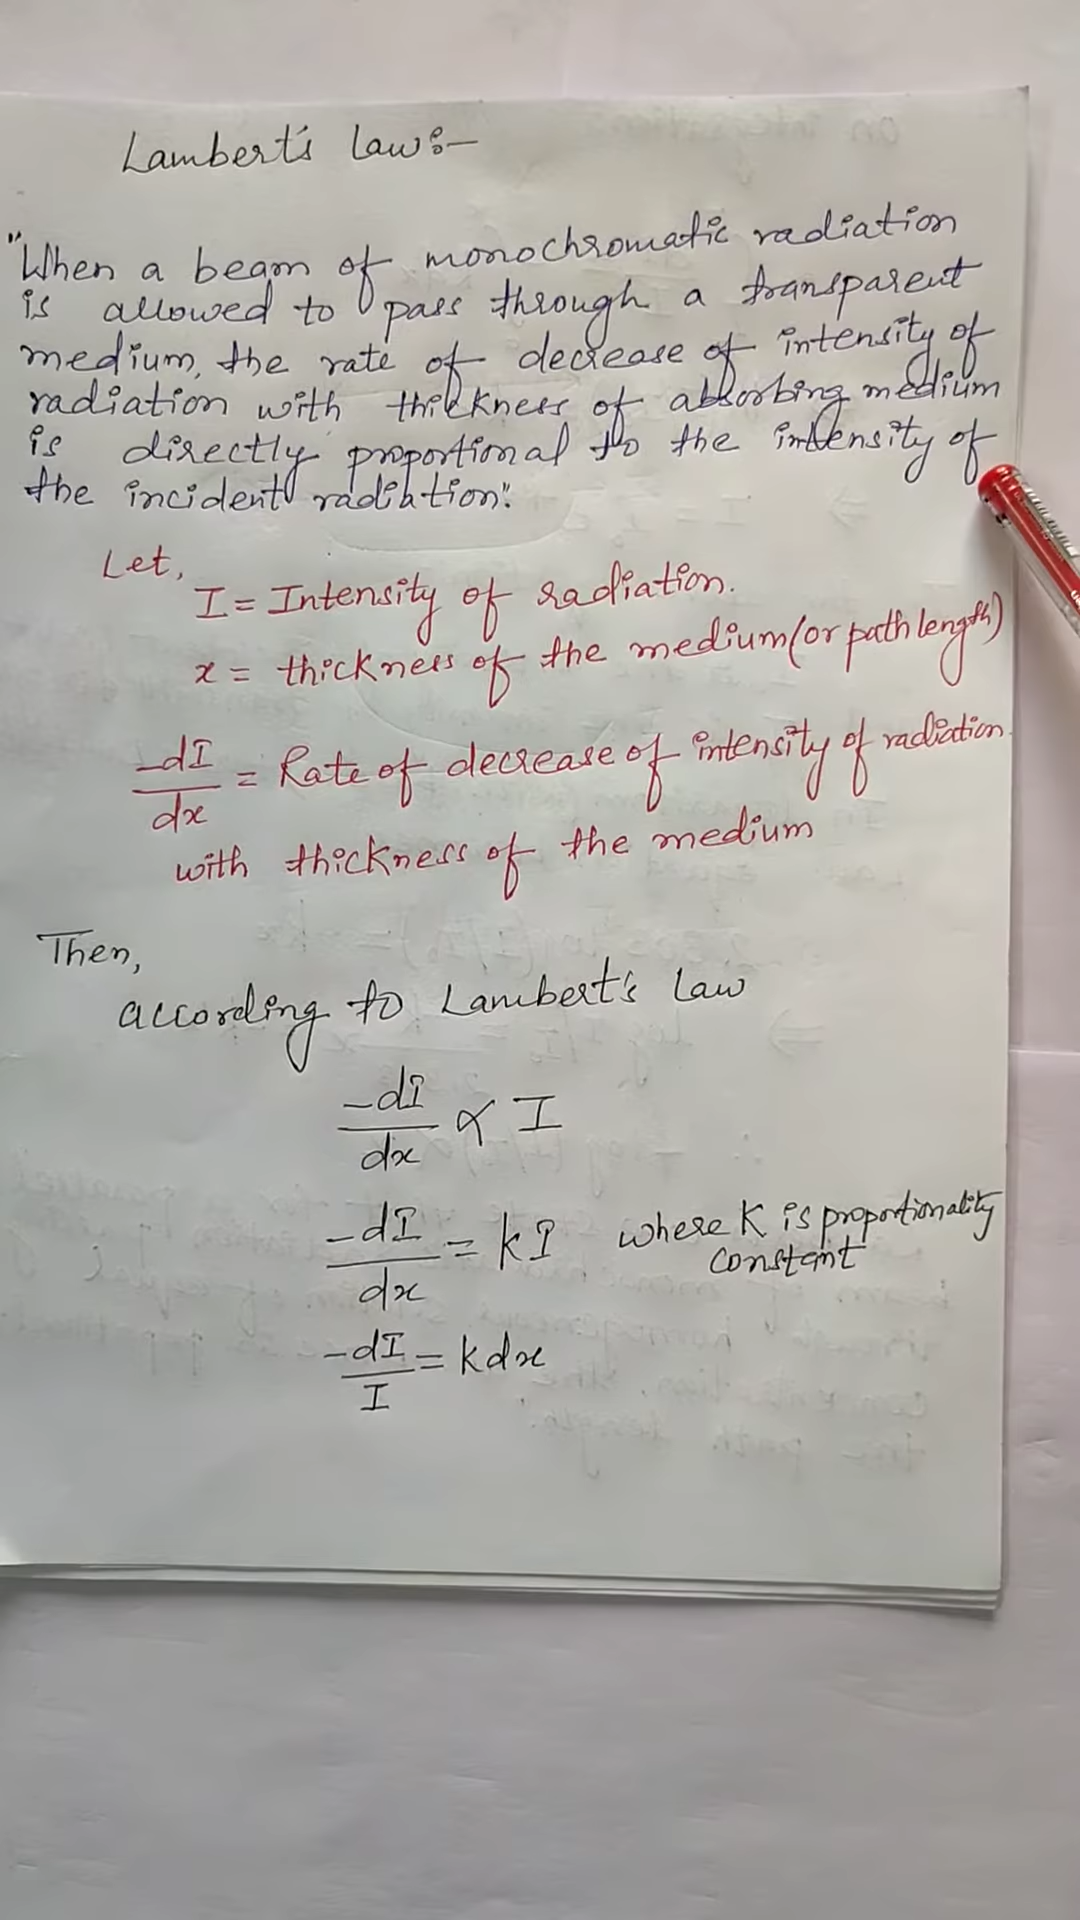 Lambert's law:-
"When a beam of monochromatic radiation
is allowed to pass through a transparent
medium, the rate of decrease of intensity of
radiation with thickness of absorbing medium
is directly proportional to the intensity of
the incident radiation".
Let,
I = Intensity of radiation.
x = thickness of the medium (or path length)
-dI/dx = Rate of decrease of intensity of radiation
with thickness of the medium
Then,
according to Lambert's Law
-dI/dx ∝ I
-dI/dx = kI where K is proportionality
constant
-dI/I = kdx